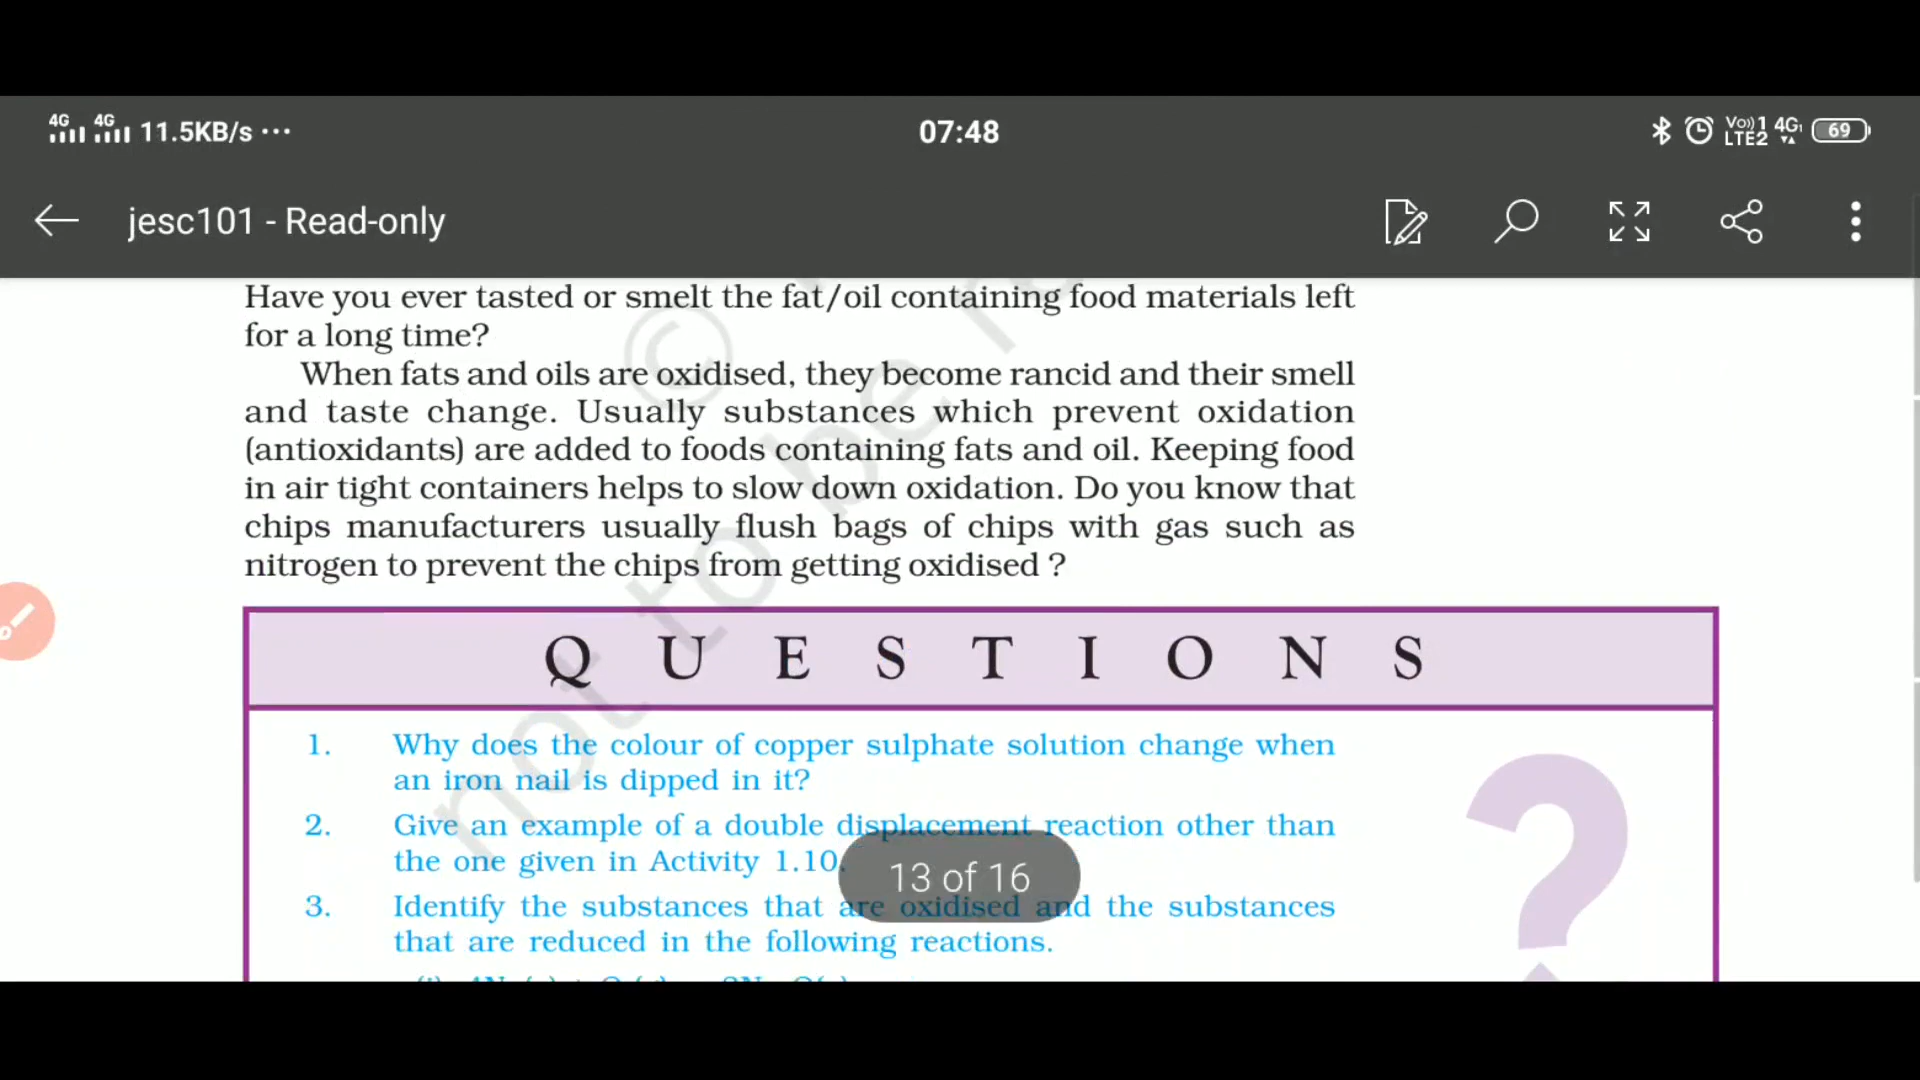 4G 4G 11.5KB/s ...
07:48
Vo)) 1 4G
LTE2
69
jesc101 - Read-only
Have you ever tasted or smelt the fat/oil containing food materials left
for a long time?
When fats and oils are oxidised, they become rancid and their smell
and taste change. Usually substances which prevent oxidation
(antioxidants) are added to foods containing fats and oil. Keeping food
in air tight containers helps to slow down oxidation. Do you know that
chips manufacturers usually flush bags of chips with gas such as
nitrogen to prevent the chips from getting oxidised ?
not to be
©
Q U E S T I O N S
1. Why does the colour of copper sulphate solution change when
an iron nail is dipped in it?
2. Give an example of a double displacement reaction other than
the one given in Activity 1.10.
13 of 16
3. Identify the substances that are oxidised and the substances
that are reduced in the following reactions.
?